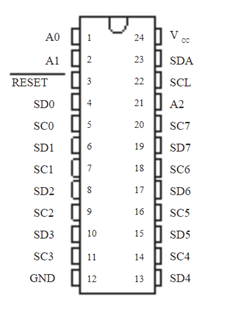 A0 1 24 Vcc
A1 2 23 SDA
RESET 3 22 SCL
SD0 4 21 A2
SC0 5 20 SC7
SD1 6 19 SD7
SC1 7 18 SC6
SD2 8 17 SD6
SC2 9 16 SC5
SD3 10 15 SD5
SC3 11 14 SC4
GND 12 13 SD4